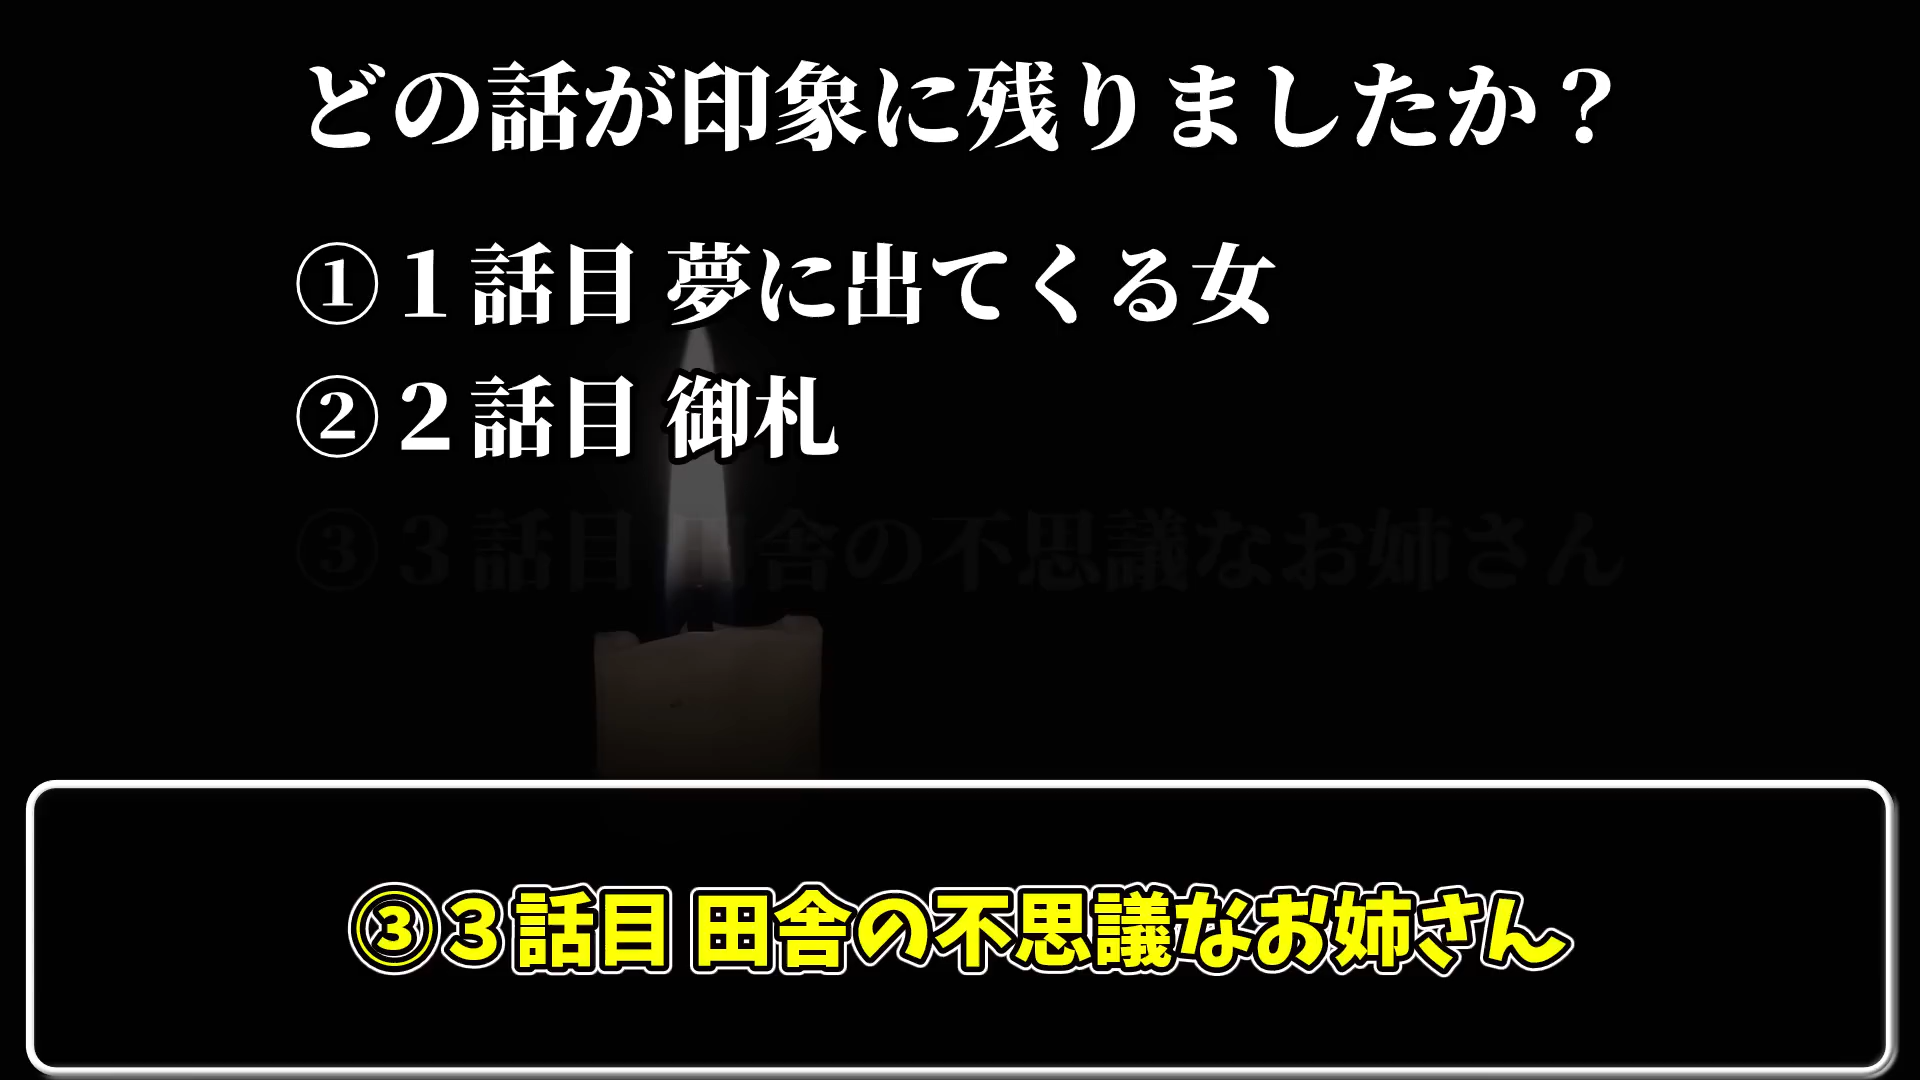 どの話が印象に残りましたか？
①１話目 夢に出てくる女
②２話目 御札
③３話目 田舎の不思議なお姉さん
③３話目 田舎の不思議なお姉さん